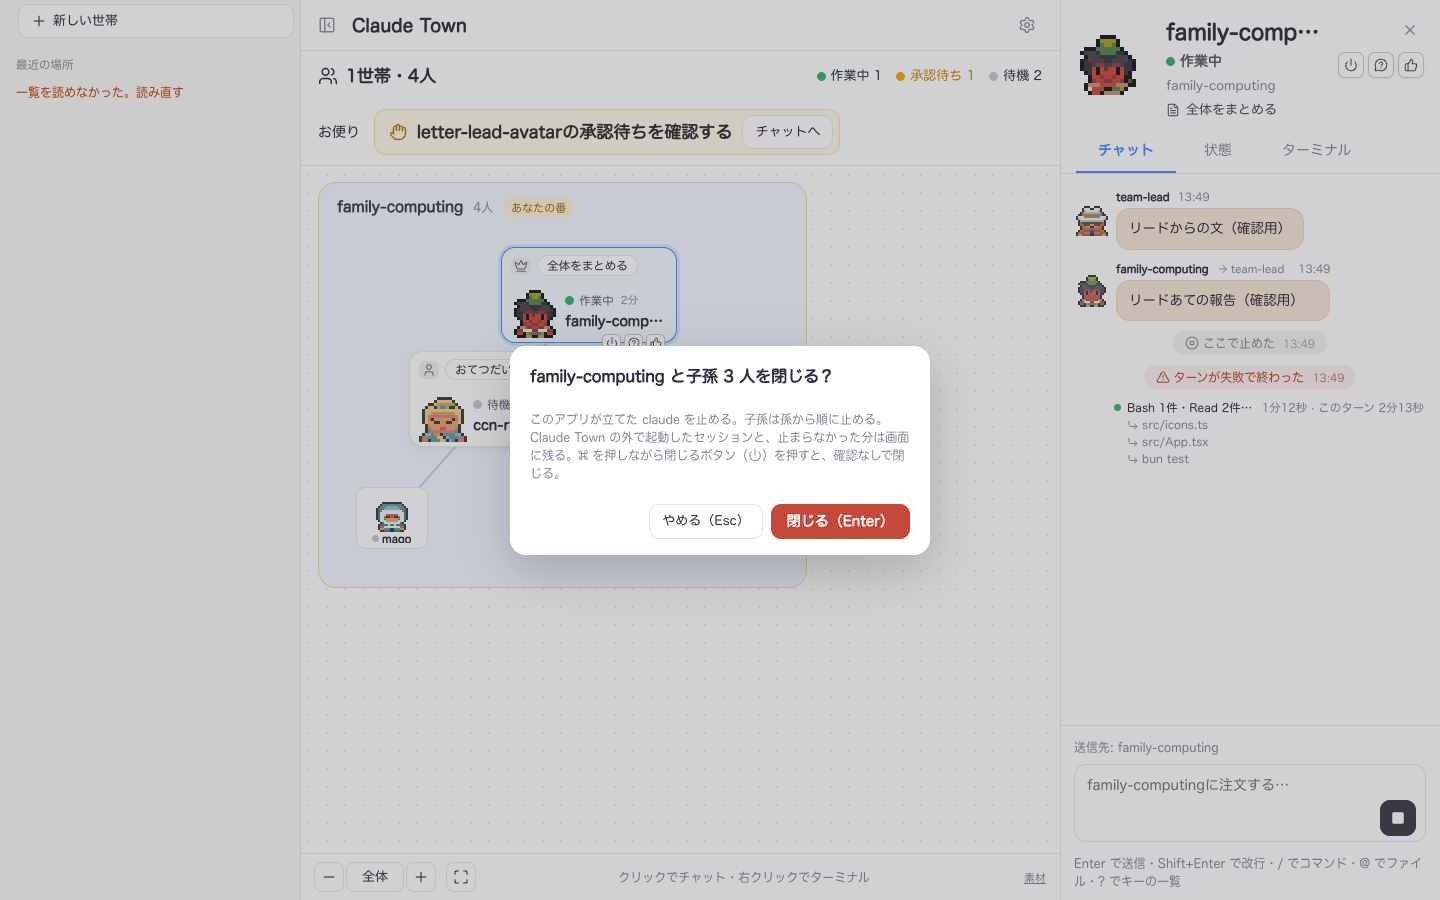 新しい世帯
最近の場所
一覧を読めなかった。読み直す
Claude Town
1世帯・4人
作業中 1
承認待ち 1
待機 2
お便り
letter-lead-avatarの承認待ちを確認する
チャットへ
family-computing 4人 あなたの番
全体をまとめる
作業中 2分
family-comp…
おてつだい
待機
ccn-r
mago
family-computing と子孫 3 人を閉じる？
このアプリが立てた claude を止める。子孫は孫から順に止める。
Claude Town の外で起動したセッションと、止まらなかった分は画面
に残る。⌘ を押しながら閉じるボタン（⏻）を押すと、確認なしで閉
じる。
やめる（Esc）
閉じる（Enter）
全体
クリックでチャット・右クリックでターミナル
素材
family-comp…
作業中
family-computing
全体をまとめる
チャット
状態
ターミナル
team-lead 13:49
リードからの文（確認用）
family-computing → team-lead 13:49
リードあての報告（確認用）
ここで止めた 13:49
ターンが失敗で終わった 13:49
Bash 1件・Read 2件… 1分12秒・このターン 2分13秒
↳ src/icons.ts
↳ src/App.tsx
↳ bun test
送信先: family-computing
family-computingに注文する…
Enter で送信・Shift+Enter で改行・/ でコマンド・@ でファイ
ル・? でキーの一覧